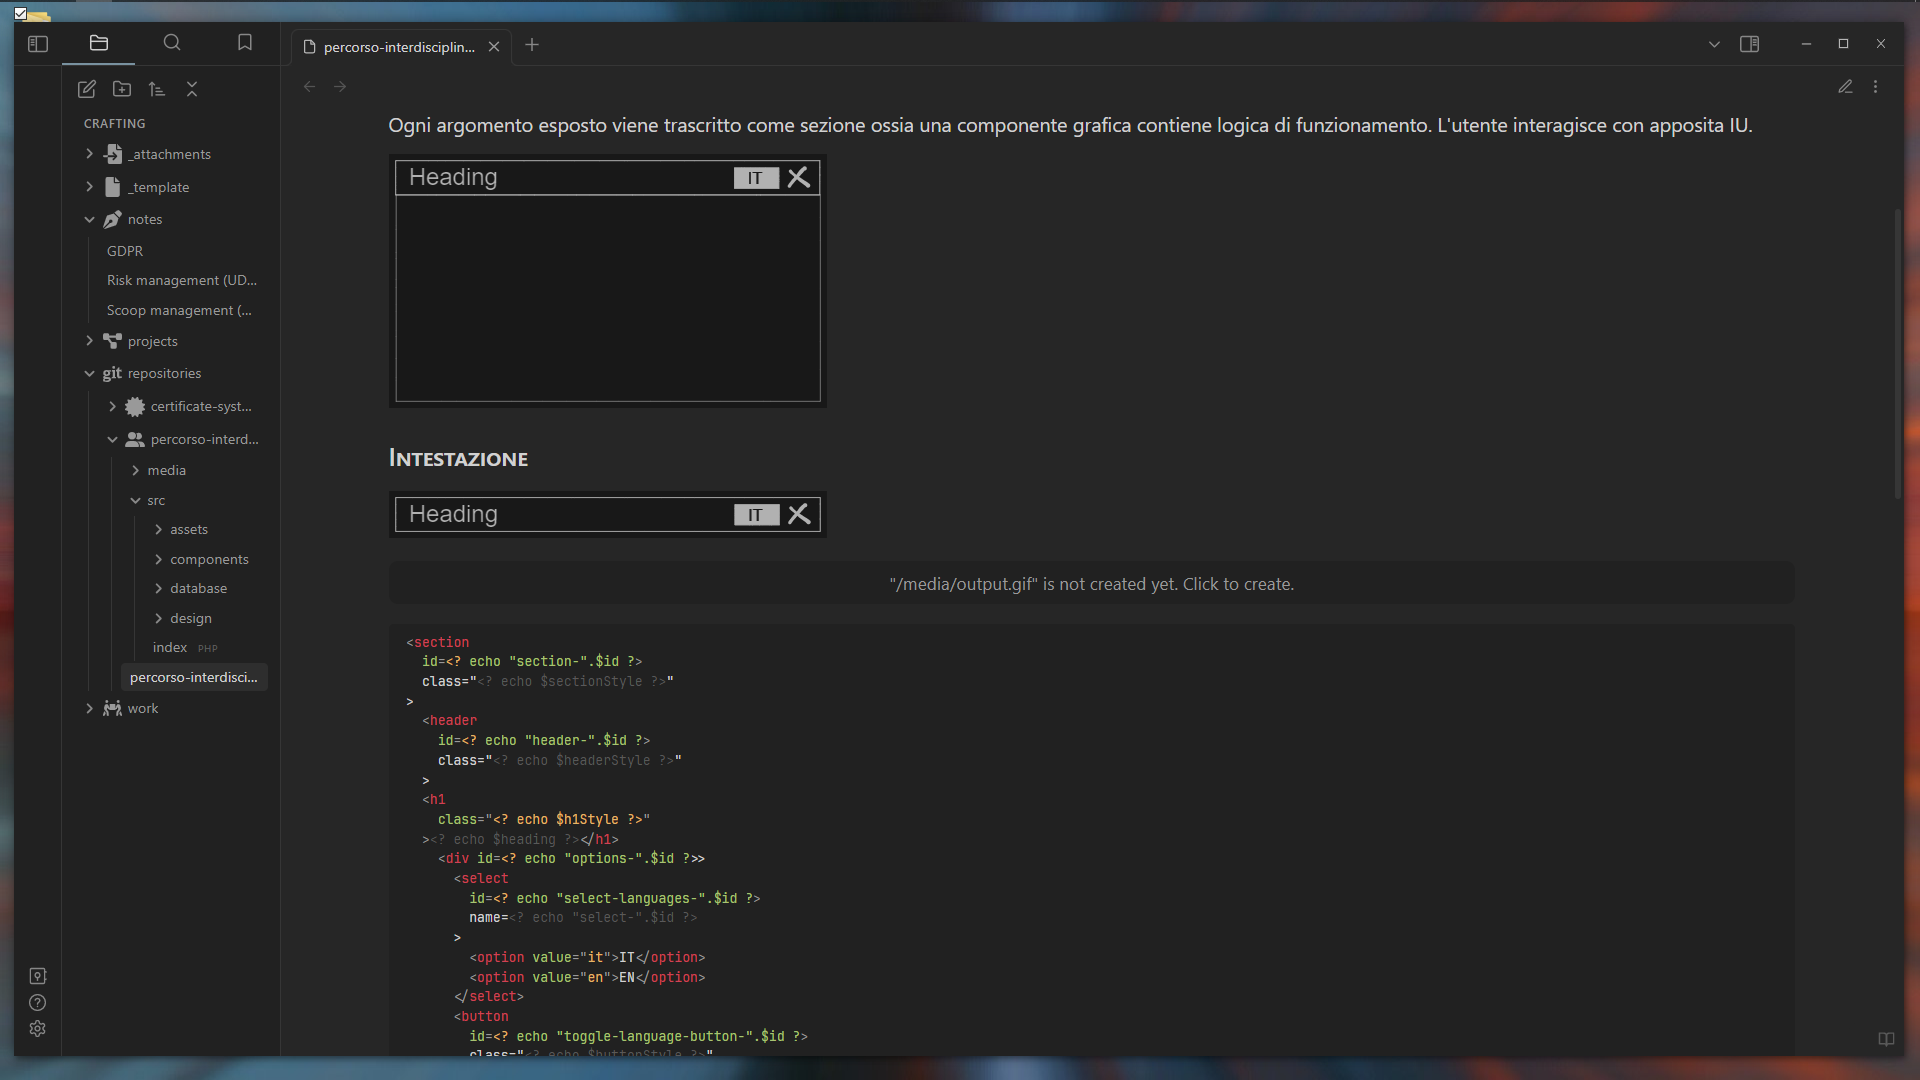 percorso-interdisciplin...
CRAFTING
_attachments
_template
notes
GDPR
Risk management (UD...
Scoop management (...
projects
git repositories
certificate-syst...
percorso-interd...
media
src
assets
components
database
design
index PHP
percorso-interdisci...
work
Ogni argomento esposto viene trascritto come sezione ossia una componente grafica contiene logica di funzionamento. L'utente interagisce con apposita IU.
Heading IT
INTESTAZIONE
Heading IT
"/media/output.gif" is not created yet. Click to create.
<section
id=<? echo "section-".$id ?>
class="<? echo $sectionStyle ?>"
>
<header
id=<? echo "header-".$id ?>
class="<? echo $headerStyle ?>"
>
<h1
class="<? echo $h1Style ?>"
><? echo $heading ?></h1>
<div id=<? echo "options-".$id ?>>
<select
id=<? echo "select-languages-".$id ?>
name=<? echo "select-".$id ?>
>
<option value="it">IT</option>
<option value="en">EN</option>
</select>
<button
id=<? echo "toggle-language-button-".$id ?>
class="<? echo $buttonStyle ?>"